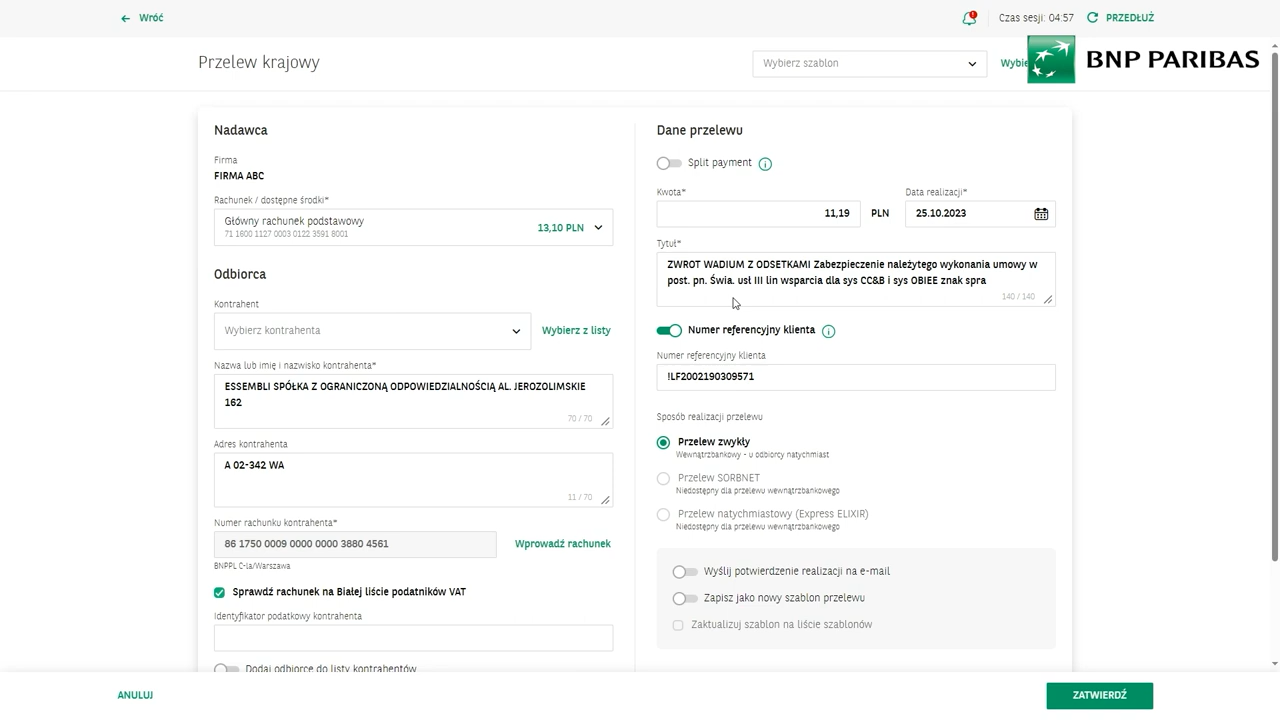 Wróć
Czas sesji: 04:57
PRZEDŁUŻ
Przelew krajowy
Wybierz szablon
BNP PARIBAS
Nadawca
Firma
FIRMA ABC
Rachunek / dostępne środki*
Główny rachunek podstawowy
71 1600 1127 0003 0122 3591 8001
13,10 PLN
Odbiorca
Kontrahent
Wybierz kontrahenta
Wybierz z listy
Nazwa lub imię i nazwisko kontrahenta*
ESSEMBLI SPÓŁKA Z OGRANICZONĄ ODPOWIEDZIALNOŚCIĄ AL. JEROZOLIMSKIE
162
70 / 70
Adres kontrahenta
A 02-342 WA
11 / 70
Numer rachunku kontrahenta*
86 1750 0009 0000 0000 3880 4561
Wprowadź rachunek
BNPPL C-la/Warszawa
Sprawdź rachunek na Białej liście podatników VAT
Identyfikator podatkowy kontrahenta
Dodaj odbiorcę do listy kontrahentów
Dane przelewu
Split payment
Kwota*
11,19
PLN
Data realizacji*
25.10.2023
Tytuł*
ZWROT WADIUM Z ODSETKAMI Zabezpieczenie należytego wykonania umowy w
post. pn. Świa. usł III lin wsparcia dla sys CC&B i sys OBIEE znak spra
140 / 140
Numer referencyjny klienta
Numer referencyjny klienta
!LF2002190309571
Sposób realizacji przelewu
Przelew zwykły
Wewnątrzbankowy - u odbiorcy natychmiast
Przelew SORBNET
Niedostępny dla przelewu wewnątrzbankowego
Przelew natychmiastowy (Express ELIXIR)
Niedostępny dla przelewu wewnątrzbankowego
Wyślij potwierdzenie realizacji na e-mail
Zapisz jako nowy szablon przelewu
Zaktualizuj szablon na liście szablonów
ANULUJ
ZATWIERDŹ